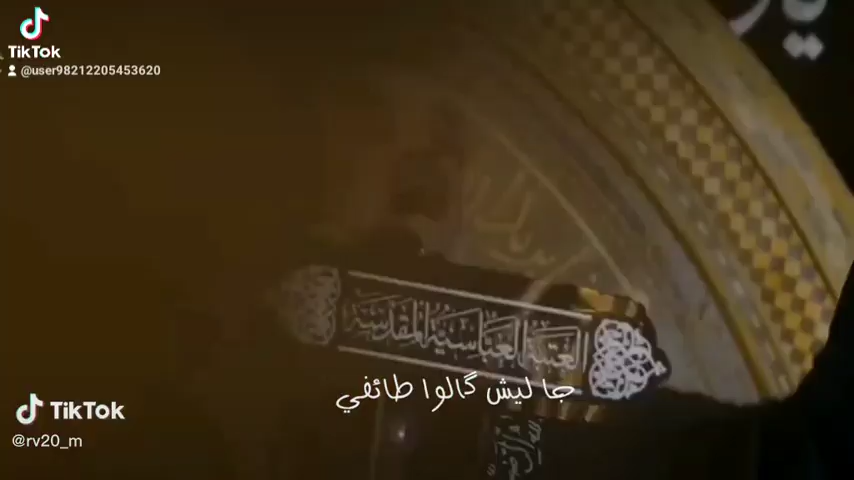 TikTok
@user98212205453620
العتبة العباسية المقدسة
جا ليش گالوا طائفي
TikTok
@rv20_m